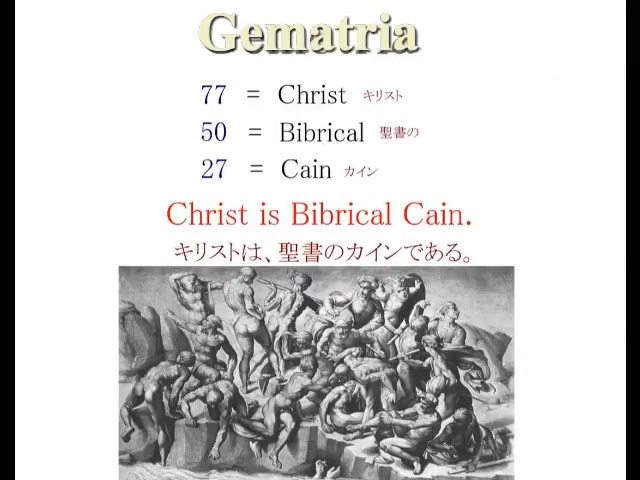 Gematria
77 = Christ キリスト
50 = Bibrical 聖書の
27 = Cain カイン
Christ is Bibrical Cain.
キリストは、聖書のカインである。